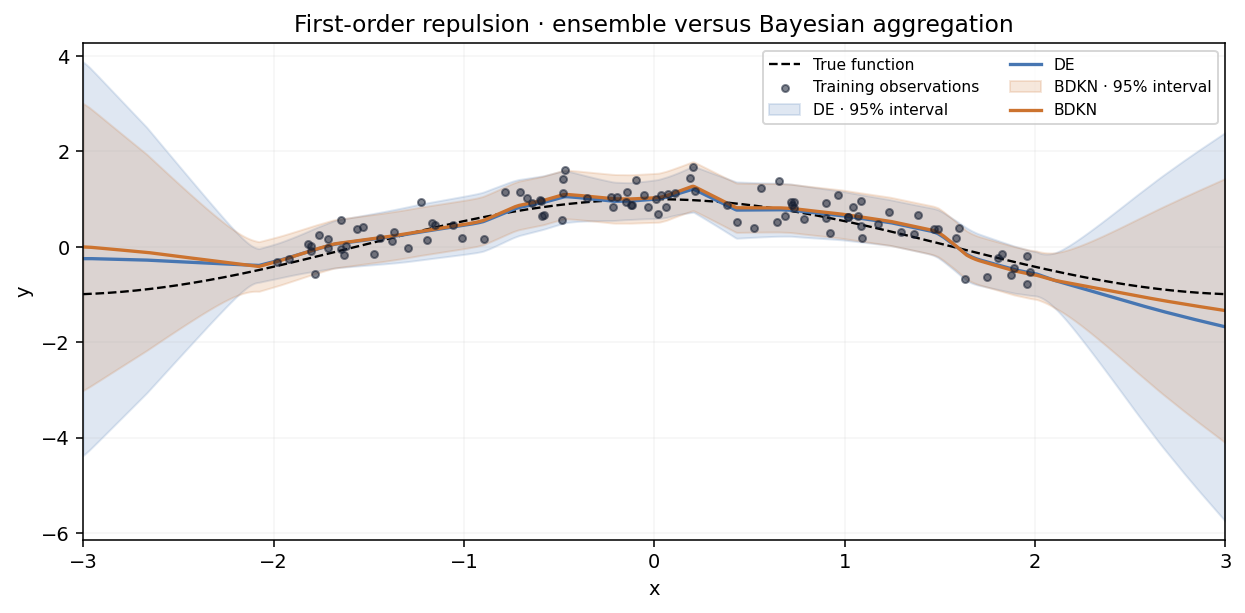 First-order repulsion · ensemble versus Bayesian aggregation
True function
Training observations
DE · 95% interval
DE
BDKN · 95% interval
BDKN
y
4
2
0
−2
−4
−6
−3
−2
−1
0
1
2
3
x